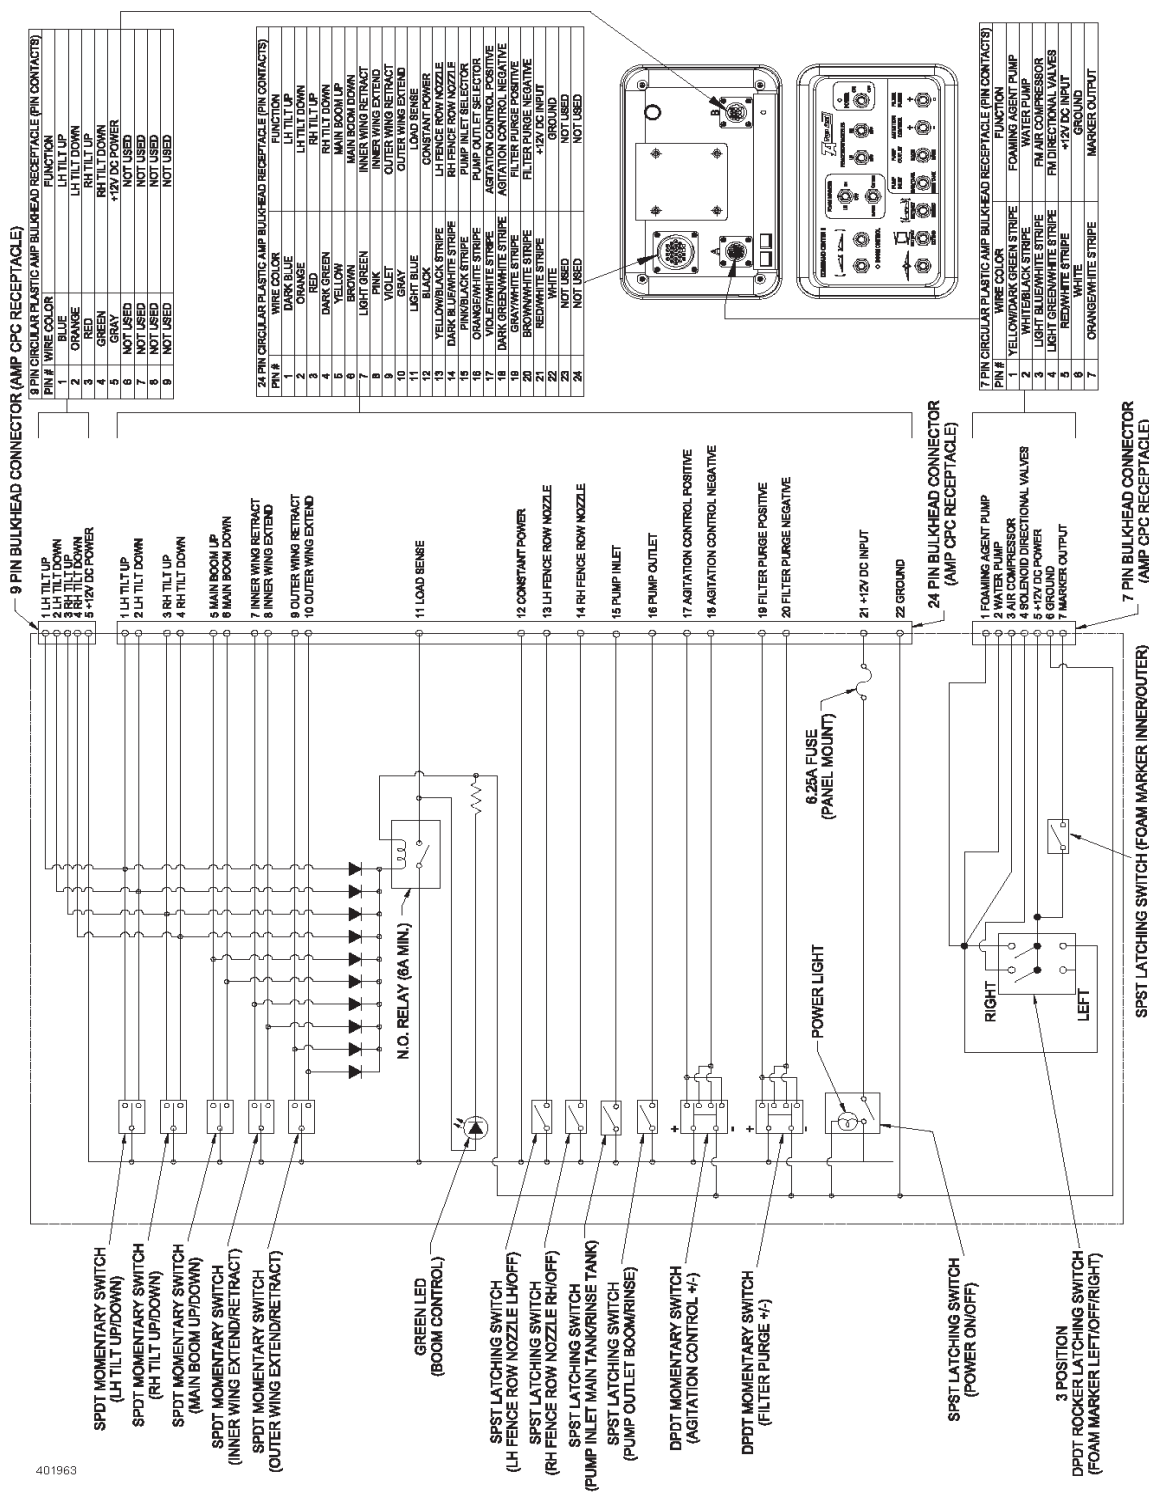 9 PIN BULKHEAD CONNECTOR (AMP CPC RECEPTACLE)
9 PIN CIRCULAR PLASTIC AMP BULKHEAD RECEPTACLE (PIN CONTACTS)
PIN # WIRE COLOR FUNCTION
1 BLUE LH TILT UP
2 ORANGE LH TILT DOWN
3 RED RH TILT UP
4 GREEN RH TILT DOWN
5 GRAY +12V DC POWER
6 NOT USED NOT USED
7 NOT USED NOT USED
8 NOT USED NOT USED
9 NOT USED NOT USED
24 PIN CIRCULAR PLASTIC AMP BULKHEAD RECEPTACLE (PIN CONTACTS)
PIN # WIRE COLOR FUNCTION
1 DARK BLUE LH TILT UP
2 ORANGE LH TILT DOWN
3 RED RH TILT UP
4 DARK GREEN RH TILT DOWN
5 YELLOW MAIN BOOM UP
6 BROWN MAIN BOOM DOWN
7 LIGHT GREEN INNER WING RETRACT
8 PINK INNER WING EXTEND
9 VIOLET OUTER WING RETRACT
10 GRAY OUTER WING EXTEND
11 LIGHT BLUE LOAD SENSE
12 BLACK CONSTANT POWER
13 YELLOW/BLACK STRIPE LH FENCE ROW NOZZLE
14 DARK BLUE/WHITE STRIPE RH FENCE ROW NOZZLE
15 PINK/BLACK STRIPE PUMP INLET SELECTOR
16 ORANGE/WHITE STRIPE PUMP OUTLET SELECTOR
17 VIOLET/WHITE STRIPE AGITATION CONTROL POSITIVE
18 DARK GREEN/WHITE STRIPE AGITATION CONTROL NEGATIVE
19 GRAY/WHITE STRIPE FILTER PURGE POSITIVE
20 BROWN/WHITE STRIPE FILTER PURGE NEGATIVE
21 RED/WHITE STRIPE +12V DC INPUT
22 WHITE GROUND
23 NOT USED NOT USED
24 NOT USED NOT USED
B
A
POWER
7 PIN CIRCULAR PLASTIC AMP BULKHEAD RECEPTACLE (PIN CONTACTS)
PIN # WIRE COLOR FUNCTION
1 YELLOW/DARK GREEN STRIPE FOAMING AGENT PUMP
2 WHITE/BLACK STRIPE WATER PUMP
3 LIGHT BLUE/WHITE STRIPE FM AIR COMPRESSOR
4 LIGHT GREEN/WHITE STRIPE FM DIRECTIONAL VALVES
5 RED/WHITE STRIPE +12V DC INPUT
6 WHITE GROUND
7 ORANGE/WHITE STRIPE MARKER OUTPUT
1 LH TILT UP
2 LH TILT DOWN
3 RH TILT UP
4 RH TILT DOWN
5 +12V DC POWER
1 LH TILT UP
2 LH TILT DOWN
3 RH TILT UP
4 RH TILT DOWN
5 MAIN BOOM UP
6 MAIN BOOM DOWN
7 INNER WING RETRACT
8 INNER WING EXTEND
9 OUTER WING RETRACT
10 OUTER WING EXTEND
11 LOAD SENSE
12 CONSTANT POWER
13 LH FENCE ROW NOZZLE
14 RH FENCE ROW NOZZLE
15 PUMP INLET
16 PUMP OUTLET
17 AGITATION CONTROL POSITIVE
18 AGITATION CONTROL NEGATIVE
19 FILTER PURGE POSITIVE
20 FILTER PURGE NEGATIVE
21 +12V DC INPUT
22 GROUND
24 PIN BULKHEAD CONNECTOR
(AMP CPC RECEPTACLE)
1 FOAMING AGENT PUMP
2 WATER PUMP
3 AIR COMPRESSOR
4 SOLENOID DIRECTIONAL VALVES
5 +12V DC POWER
6 GROUND
7 MARKER OUTPUT
7 PIN BULKHEAD CONNECTOR
(AMP CPC RECEPTACLE)
6.25A FUSE
(PANEL MOUNT)
SPST LATCHING SWITCH (FOAM MARKER INNER/OUTER)
N.O. RELAY (6A MIN.)
POWER LIGHT
RIGHT
LEFT
+
-
+
-
SPDT MOMENTARY SWITCH
(LH TILT UP/DOWN)
SPDT MOMENTARY SWITCH
(RH TILT UP/DOWN)
SPDT MOMENTARY SWITCH
(MAIN BOOM UP/DOWN)
SPDT MOMENTARY SWITCH
(INNER WING EXTEND/RETRACT)
SPDT MOMENTARY SWITCH
(OUTER WING EXTEND/RETRACT)
GREEN LED
(BOOM CONTROL)
SPST LATCHING SWITCH
(LH FENCE ROW NOZZLE LH/OFF)
SPST LATCHING SWITCH
(RH FENCE ROW NOZZLE RH/OFF)
SPST LATCHING SWITCH
(PUMP INLET MAIN TANK/RINSE TANK)
SPST LATCHING SWITCH
(PUMP OUTLET BOOM/RINSE)
DPDT MOMENTARY SWITCH
(AGITATION CONTROL +/-)
DPDT MOMENTARY SWITCH
(FILTER PURGE +/-)
SPST LATCHING SWITCH
(POWER ON/OFF)
3 POSITION
DPDT ROCKER LATCHING SWITCH
(FOAM MARKER LEFT/OFF/RIGHT)
401963